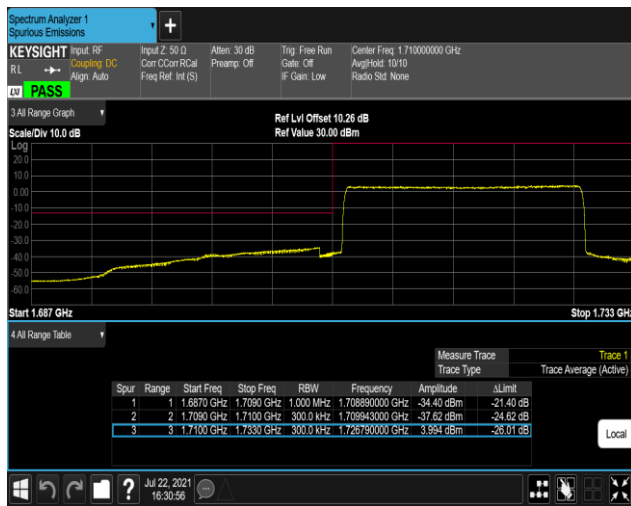 Spectrum Analyzer 1
Spurious Emissions
KEYSIGHT
RL
LXI PASS
Input: RF
Coupling: DC
Align: Auto
Input Z: 50 Ω
Corr CCorr RCal
Freq Ref: Int (S)
Atten: 30 dB
Preamp: Off
Trig: Free Run
Gate: Off
IF Gain: Low
Center Freq: 1.710000000 GHz
Avg|Hold: 10/10
Radio Std: None
3 All Range Graph
Scale/Div 10.0 dB
Ref Lvl Offset 10.26 dB
Ref Value 30.00 dBm
Log
20.0
10.0
0.00
-10.0
-20.0
-30.0
-40.0
-50.0
-60.0
Start 1.687 GHz
Stop 1.733 GHz
4 All Range Table
Measure Trace Trace 1
Trace Type Trace Average (Active)
Spur Range Start Freq Stop Freq RBW Frequency Amplitude ΔLimit
1 1 1.6870 GHz 1.7090 GHz 1.000 MHz 1.708890000 GHz -34.40 dBm -21.40 dB
2 2 1.7090 GHz 1.7100 GHz 300.0 kHz 1.709943000 GHz -37.62 dBm -24.62 dB
3 3 1.7100 GHz 1.7330 GHz 300.0 kHz 1.726790000 GHz 3.994 dBm -26.01 dB
Local
?
Jul 22, 2021
16:30:56